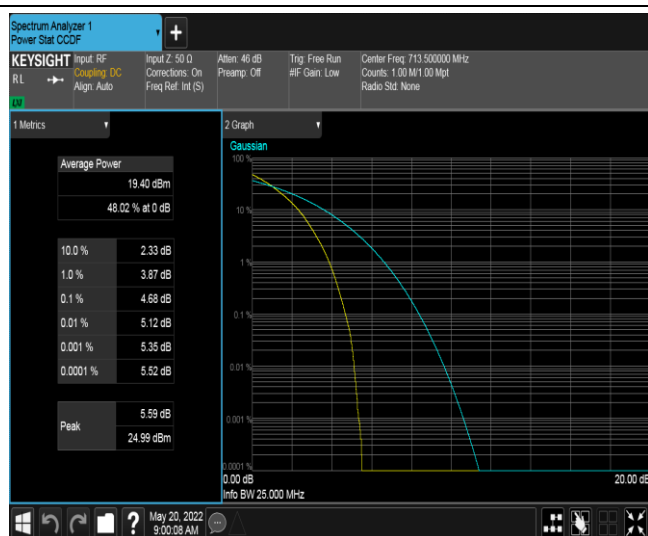 Spectrum Analyzer 1
Power Stat CCDF
+
KEYSIGHT
RL
LXI
Input: RF
Coupling: DC
Align: Auto
Input Z: 50 Ω
Corrections: On
Freq Ref: Int (S)
Atten: 46 dB
Preamp: Off
Trig: Free Run
#IF Gain: Low
Center Freq: 713.500000 MHz
Counts: 1.00 M/1.00 Mpt
Radio Std: None
1 Metrics
Average Power
19.40 dBm
48.02 % at 0 dB
10.0 % 2.33 dB
1.0 % 3.87 dB
0.1 % 4.68 dB
0.01 % 5.12 dB
0.001 % 5.35 dB
0.0001 % 5.52 dB
Peak
5.59 dB
24.99 dBm
2 Graph
Gaussian
100 %
10 %
1 %
0.1 %
0.01 %
0.001 %
0.0001 %
0.00 dB 20.00 dB
Info BW 25.000 MHz
?
May 20, 2022
9:00:08 AM